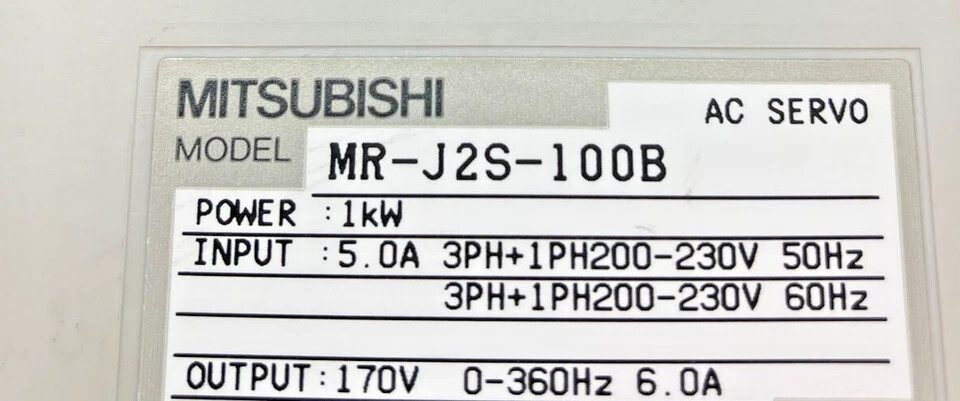 MITSUBISHI
AC SERVO
MODEL MR-J2S-100B
POWER :1kW
INPUT :5.0A 3PH+1PH200-230V 50Hz
3PH+1PH200-230V 60Hz
OUTPUT:170V 0-360Hz 6.0A